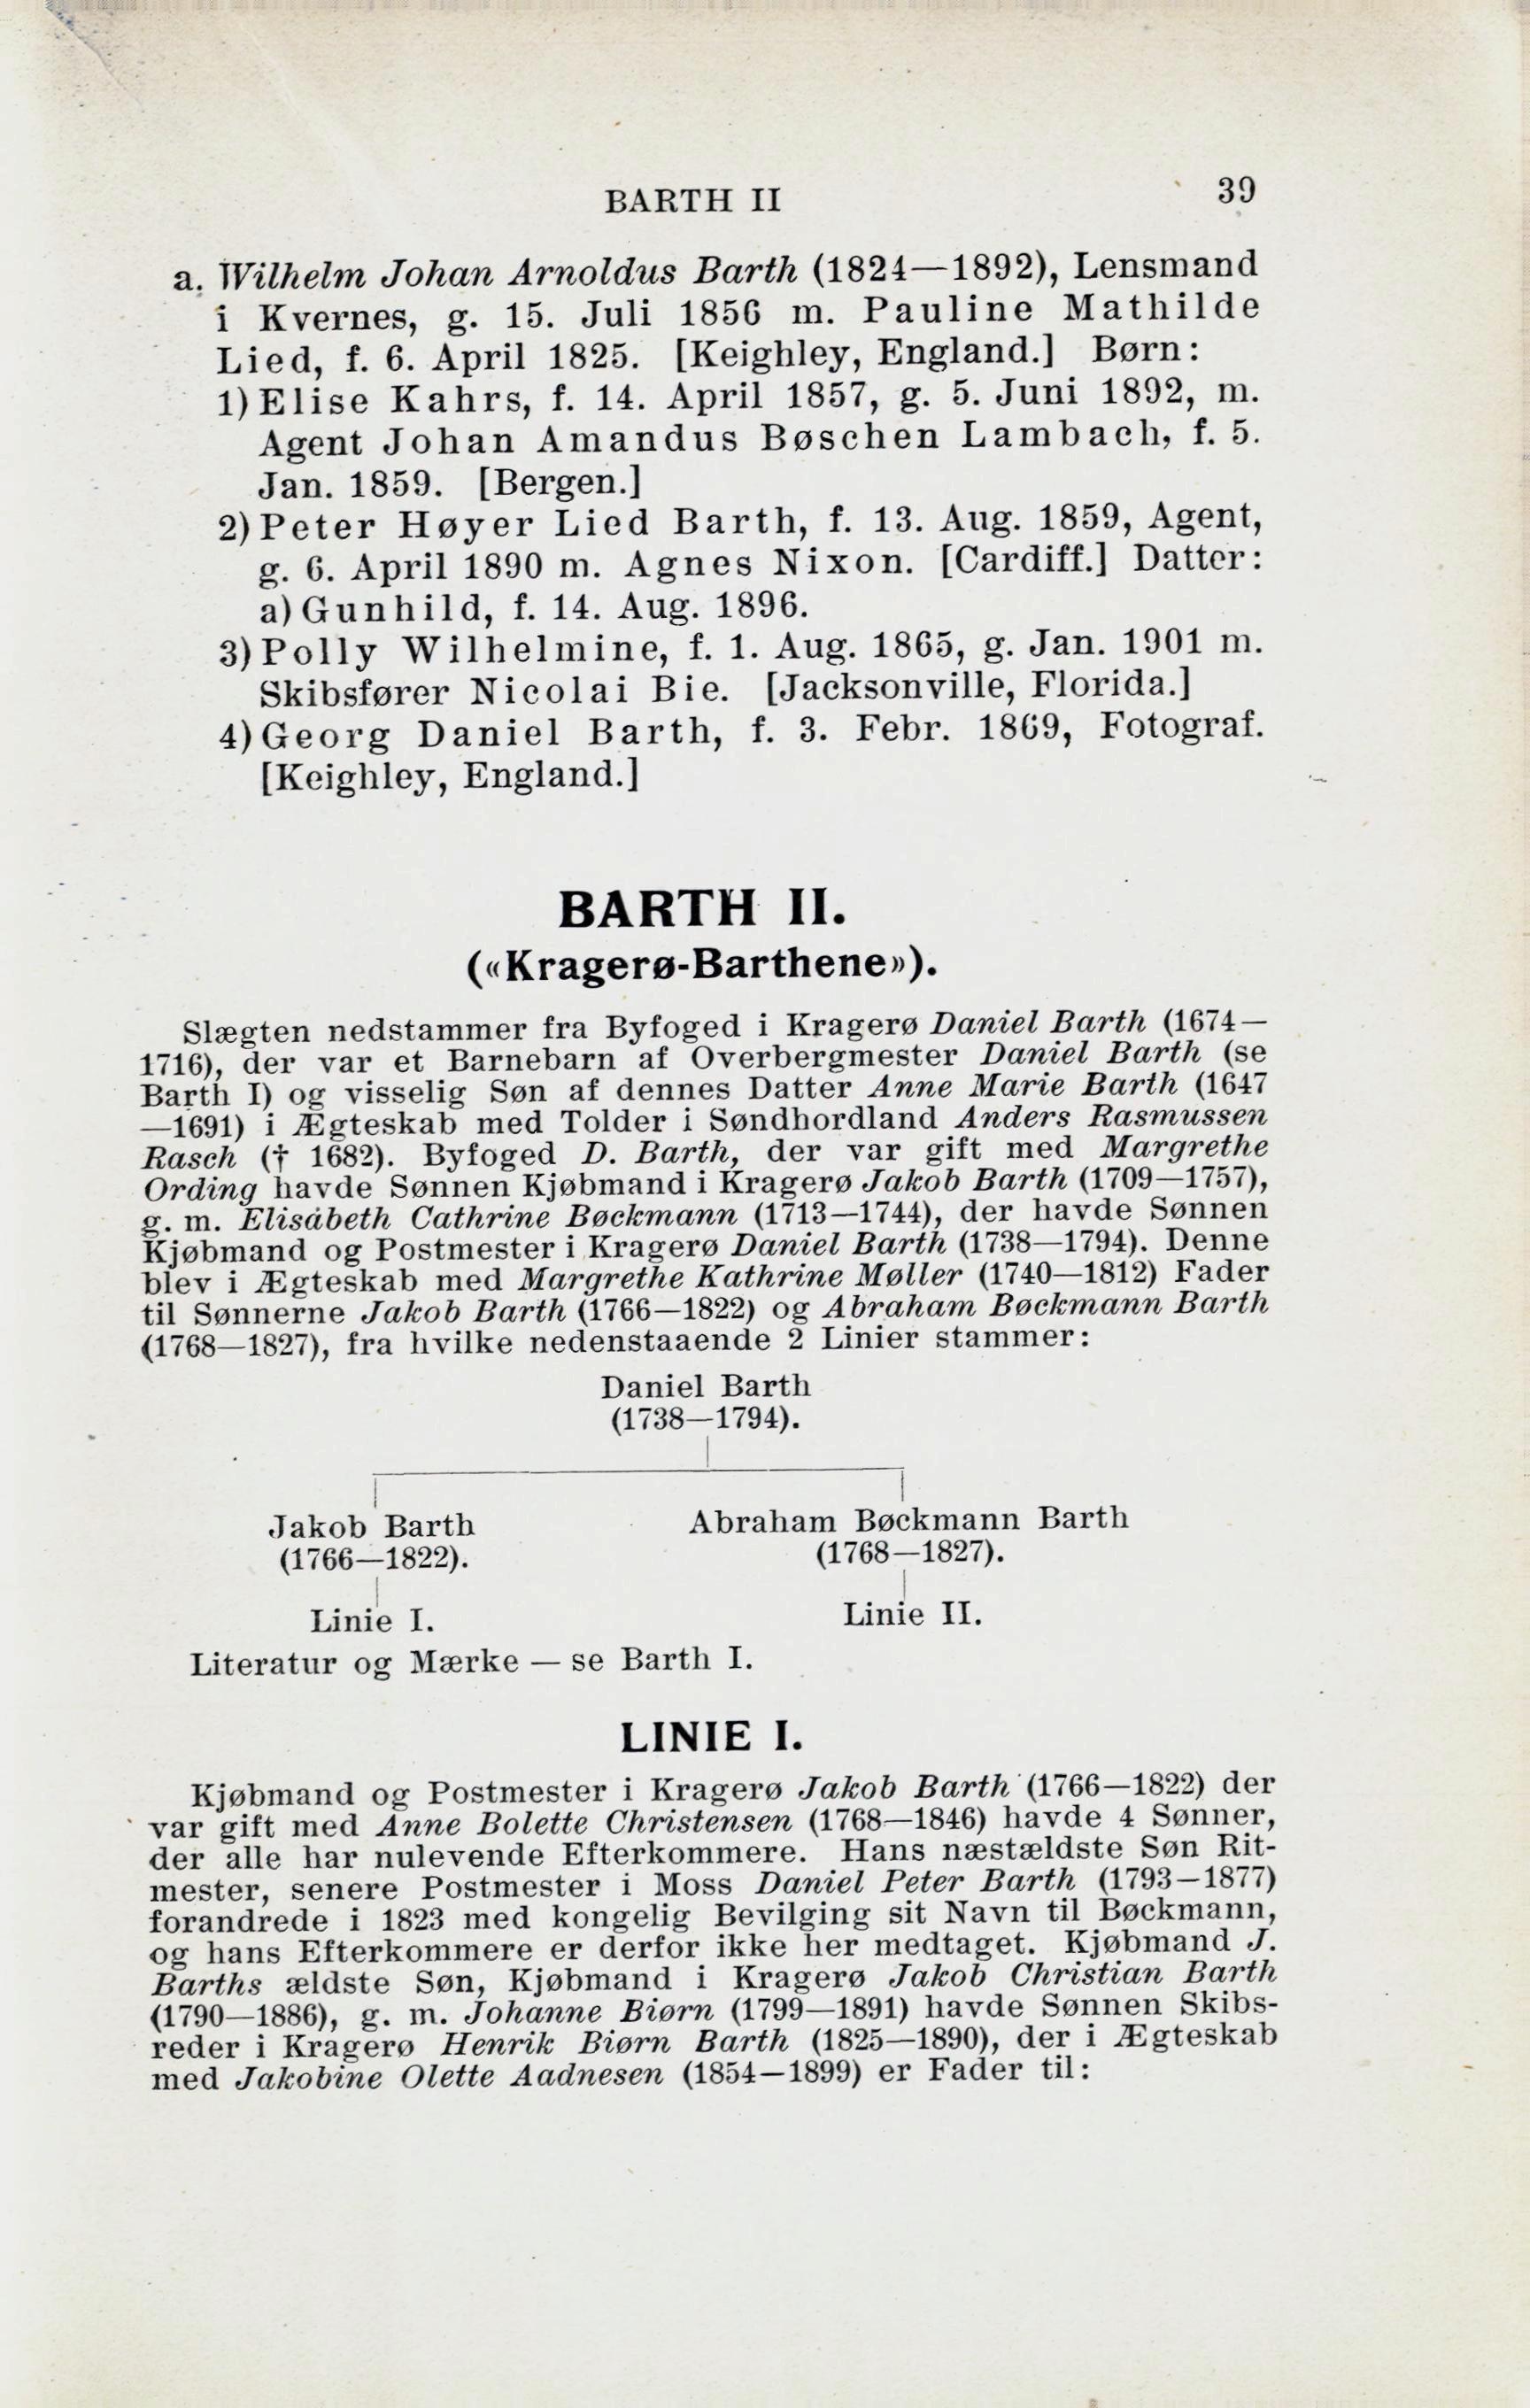 BARTH II 39
a. Wilhelm Johan Arnoldus Barth (1824—1892), Lensmand
i Kvernes, g. 15. Juli 1856 m. Pauline Mathilde
Lied, f. 6. April 1825. [Keighley, England.] Børn:
1) Elise Kahrs, f. 14. April 1857, g. 5. Juni 1892, m.
Agent Johan Amandus Bøschen Lambach, f. 5.
Jan. 1859. [Bergen.]
2) Peter Høyer Lied Barth, f. 13. Aug. 1859, Agent,
g. 6. April 1890 m. Agnes Nixon. [Cardiff.] Datter:
a) Gunhild, f. 14. Aug. 1896.
3) Polly Wilhelmine, f. 1. Aug. 1865, g. Jan. 1901 m.
Skibsfører Nicolai Bie. [Jacksonville, Florida.]
4) Georg Daniel Barth, f. 3. Febr. 1869, Fotograf.
[Keighley, England.]
BARTH II.
(«Kragerø-Barthene»).
Slægten nedstammer fra Byfoged i Kragerø Daniel Barth (1674—
1716), der var et Barnebarn af Overbergmester Daniel Barth (se
Barth I) og visselig Søn af dennes Datter Anne Marie Barth (1647
—1691) i Ægteskab med Tolder i Søndhordland Anders Rasmussen
Rasch († 1682). Byfoged D. Barth, der var gift med Margrethe
Ording havde Sønnen Kjøbmand i Kragerø Jakob Barth (1709—1757),
g. m. Elisabeth Cathrine Bøckmann (1713—1744), der havde Sønnen
Kjøbmand og Postmester i Kragerø Daniel Barth (1738—1794). Denne
blev i Ægteskab med Margrethe Kathrine Møller (1740—1812) Fader
til Sønnerne Jakob Barth (1766—1822) og Abraham Bøckmann Barth
(1768—1827), fra hvilke nedenstaaende 2 Linier stammer:
Daniel Barth
(1738—1794).
Jakob Barth Abraham Bøckmann Barth
(1766—1822). (1768—1827).
Linie I. Linie II.
Literatur og Mærke — se Barth I.
LINIE I.
Kjøbmand og Postmester i Kragerø Jakob Barth (1766—1822) der
var gift med Anne Bolette Christensen (1768—1846) havde 4 Sønner,
der alle har nulevende Efterkommere. Hans næstældste Søn Rit-
mester, senere Postmester i Moss Daniel Peter Barth (1793—1877)
forandrede i 1823 med kongelig Bevilging sit Navn til Bøckmann,
og hans Efterkommere er derfor ikke her medtaget. Kjøbmand J.
Barths ældste Søn, Kjøbmand i Kragerø Jakob Christian Barth
(1790—1886), g. m. Johanne Biørn (1799—1891) havde Sønnen Skibs-
reder i Kragerø Henrik Biørn Barth (1825—1890), der i Ægteskab
med Jakobine Olette Aadnesen (1854—1899) er Fader til: